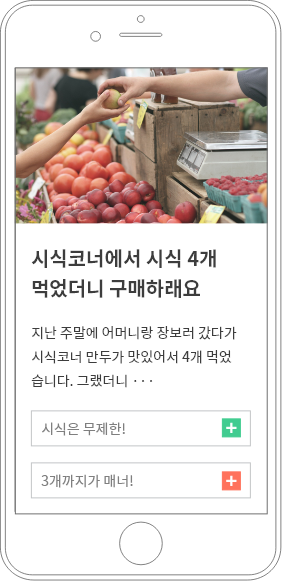 시식코너에서 시식 4개
먹었더니 구매하래요
지난 주말에 어머니랑 장보러 갔다가
시식코너 만두가 맛있어서 4개 먹었
습니다. 그랬더니 ···
시식은 무제한!
3개까지가 매너!